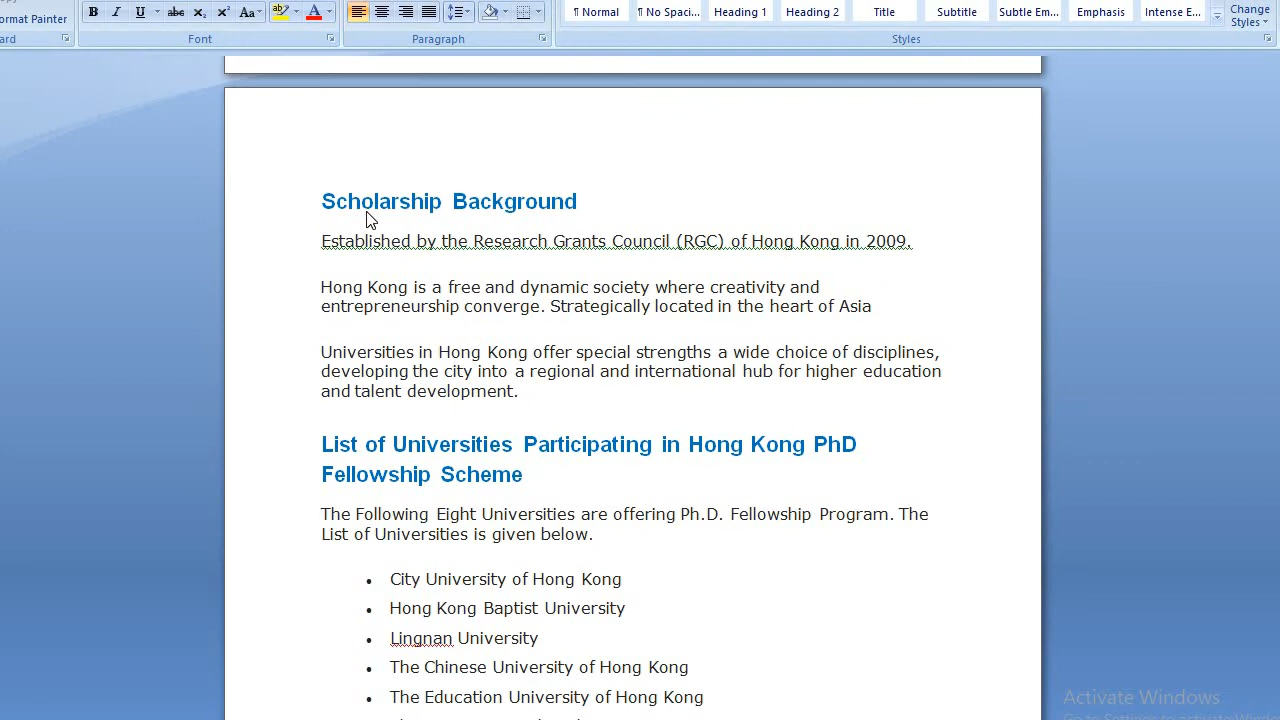 ormat Painter
B I U abc x₂ x² Aa ab A
¶ Normal ¶ No Spaci... Heading 1 Heading 2 Title Subtitle Subtle Em... Emphasis Intense E... Change Styles
ard Font Paragraph Styles
Scholarship Background
Established by the Research Grants Council (RGC) of Hong Kong in 2009.
Hong Kong is a free and dynamic society where creativity and
entrepreneurship converge. Strategically located in the heart of Asia
Universities in Hong Kong offer special strengths a wide choice of disciplines,
developing the city into a regional and international hub for higher education
and talent development.
List of Universities Participating in Hong Kong PhD
Fellowship Scheme
The Following Eight Universities are offering Ph.D. Fellowship Program. The
List of Universities is given below.
• City University of Hong Kong
• Hong Kong Baptist University
• Lingnan University
• The Chinese University of Hong Kong
• The Education University of Hong Kong
Activate Windows